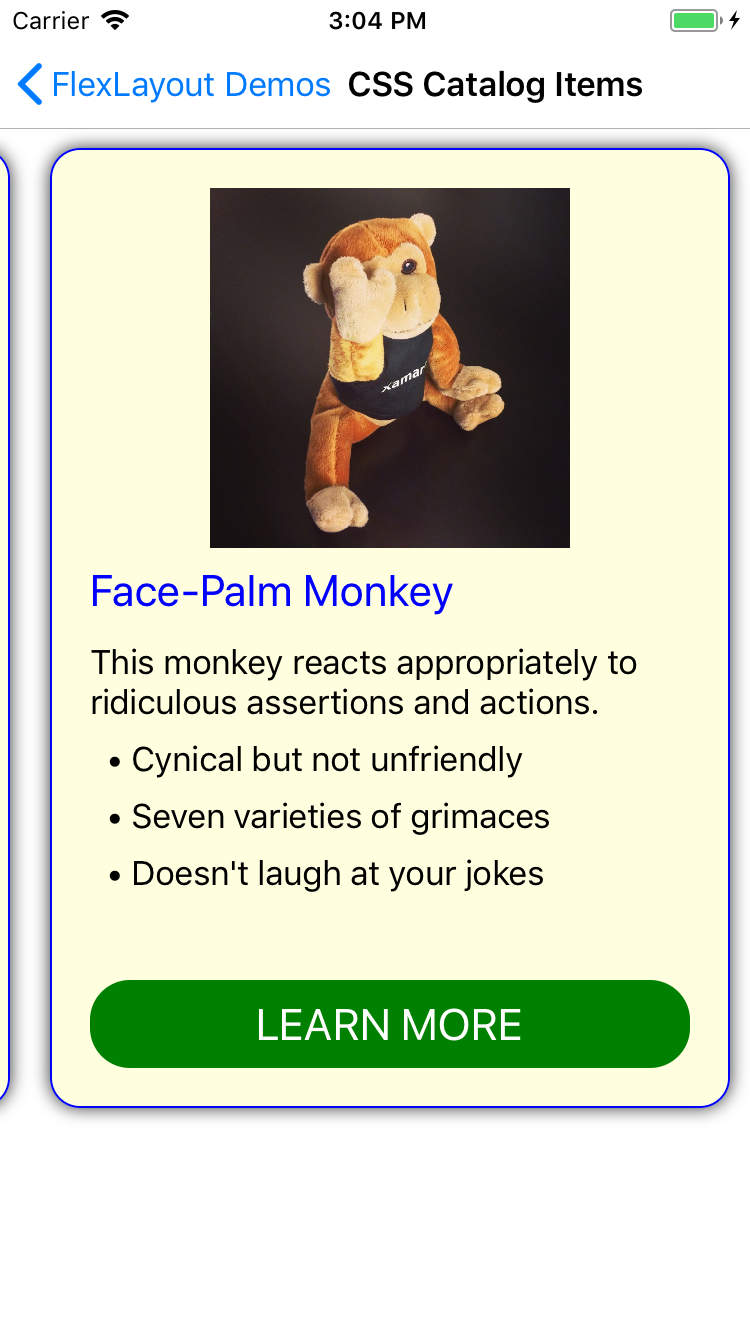 Carrier 3:04 PM
FlexLayout Demos CSS Catalog Items
xamar
Face-Palm Monkey
This monkey reacts appropriately to
ridiculous assertions and actions.
• Cynical but not unfriendly
• Seven varieties of grimaces
• Doesn't laugh at your jokes
LEARN MORE